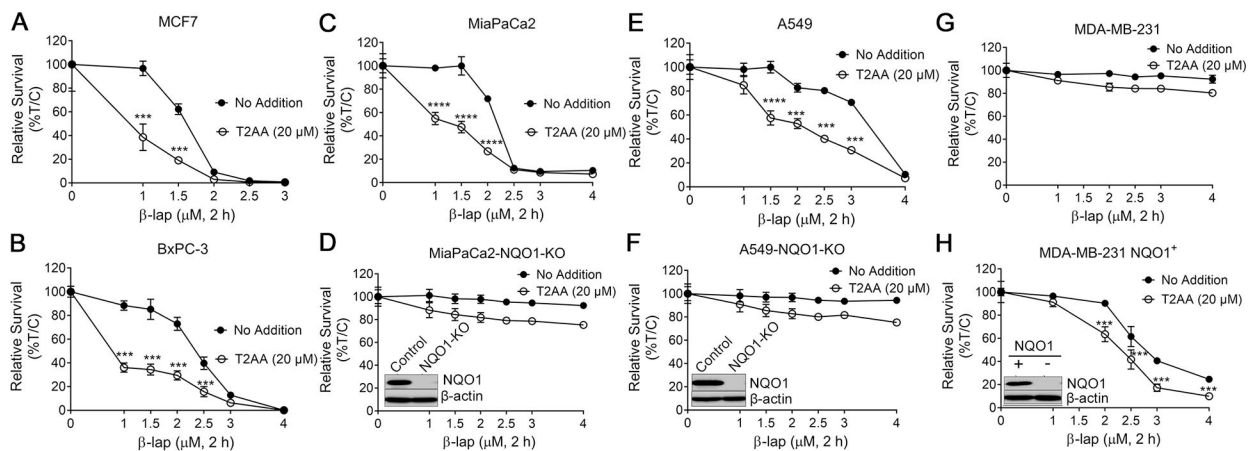 A
MCF7
Relative Survival
(%T/C)
120
100
80
60
40
20
0
***
***
No Addition
T2AA (20 μM)
0 1 1.5 2 2.5 3
β-lap (μM, 2 h)
C
MiaPaCa2
Relative Survival
(%T/C)
120
100
80
60
40
20
0
****
****
****
No Addition
T2AA (20 μM)
0 1 1.5 2 2.5 3 4
β-lap (μM, 2 h)
E
A549
Relative Survival
(%T/C)
120
100
80
60
40
20
0
No Addition
T2AA (20 μM)
****
***
***
***
0 1 1.5 2 2.5 3 4
β-lap (μM, 2 h)
G
MDA-MB-231
Relative Survival
(%T/C)
120
100
80
60
40
20
0
No Addition
T2AA (20 μM)
0 1 1.5 2 2.5 3 4
β-lap (μM, 2 h)
B
BxPC-3
Relative Survival
(%T/C)
120
100
80
60
40
20
0
***
***
***
***
No Addition
T2AA (20 μM)
0 1 1.5 2 2.5 3 4
β-lap (μM, 2 h)
D
MiaPaCa2-NQO1-KO
Relative Survival
(%T/C)
120
100
80
60
40
20
0
No Addition
T2AA (20 μM)
Control
NQO1-KO
NQO1
β-actin
0 1 1.5 2 2.5 3 4
β-lap (μM, 2 h)
F
A549-NQO1-KO
Relative Survival
(%T/C)
120
100
80
60
40
20
0
No Addition
T2AA (20 μM)
Control
NQO1-KO
NQO1
β-actin
0 1 1.5 2 2.5 3 4
β-lap (μM, 2 h)
H
MDA-MB-231 NQO1+
Relative Survival
(%T/C)
120
100
80
60
40
20
0
No Addition
T2AA (20 μM)
***
***
***
***
NQO1
+ -
NQO1
β-actin
0 1 1.5 2 2.5 3 4
β-lap (μM, 2 h)